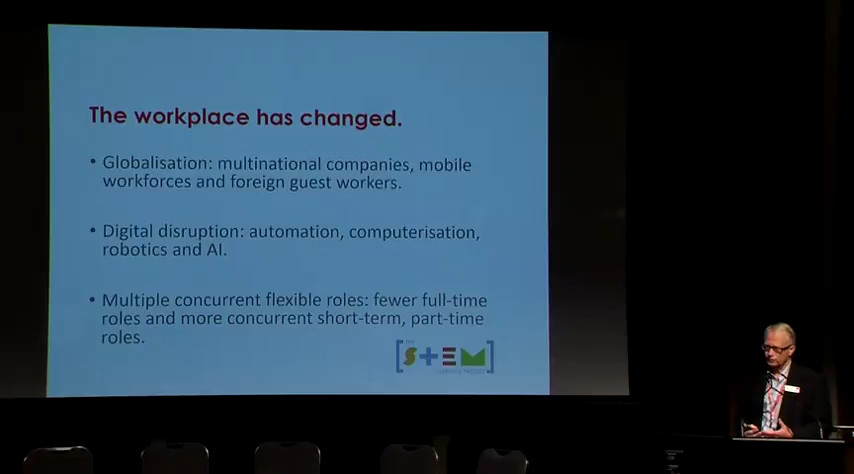 The workplace has changed.
• Globalisation: multinational companies, mobile
workforces and foreign guest workers.
• Digital disruption: automation, computerisation,
robotics and AI.
• Multiple concurrent flexible roles: fewer full-time
roles and more concurrent short-term, part-time
roles.
STEM